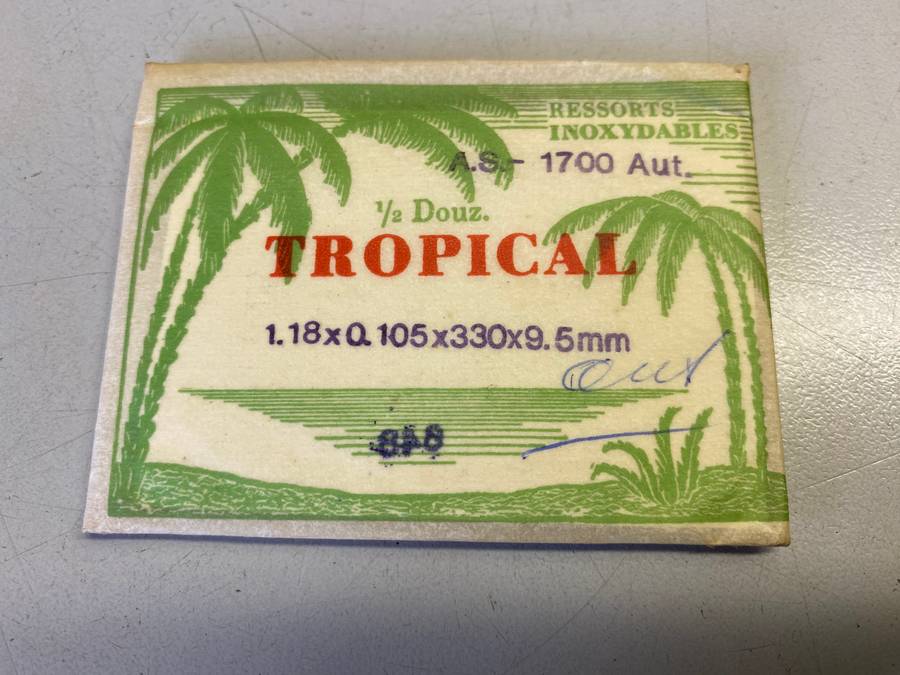 RESSORTS
INOXYDABLES
A.S.- 1700 Aut.
1/2 Douz.
TROPICAL
1.18x0.105x330x9.5mm